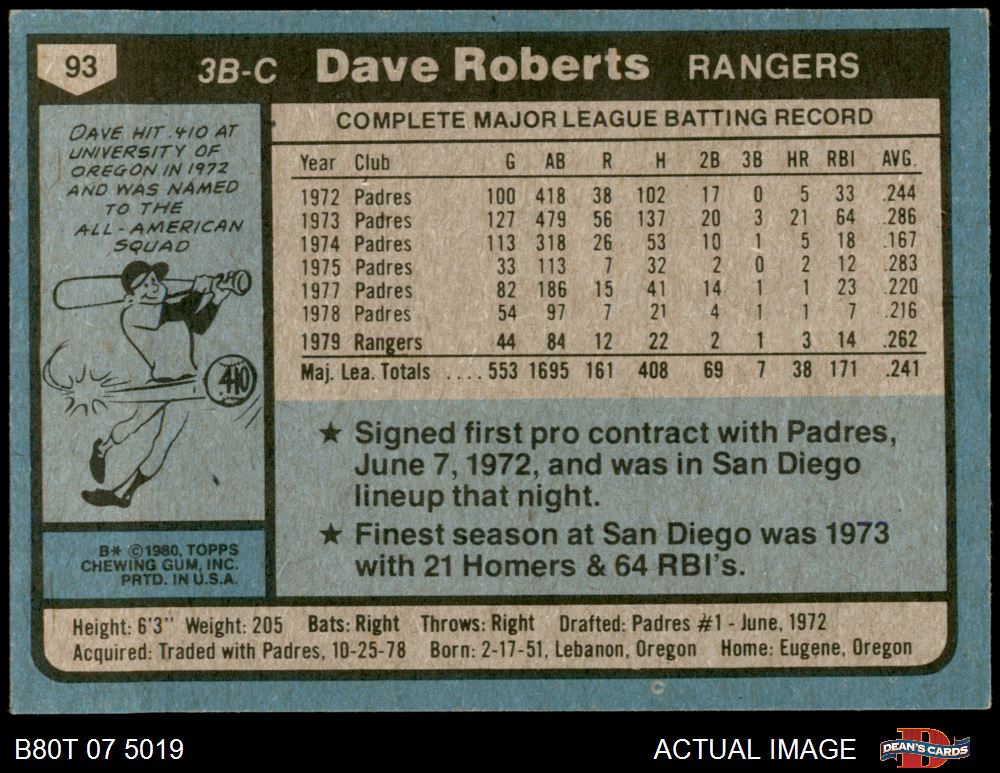 93 3B-C Dave Roberts RANGERS
DAVE HIT .410 AT
UNIVERSITY OF
OREGON IN 1972
AND WAS NAMED
TO THE
ALL-AMERICAN
SQUAD
.410
B* ©1980, TOPPS
CHEWING GUM, INC.
PRTD. IN U.S.A.
COMPLETE MAJOR LEAGUE BATTING RECORD
Year Club G AB R H 2B 3B HR RBI AVG.
1972 Padres 100 418 38 102 17 0 5 33 .244
1973 Padres 127 479 56 137 20 3 21 64 .286
1974 Padres 113 318 26 53 10 1 5 18 .167
1975 Padres 33 113 7 32 2 0 2 12 .283
1977 Padres 82 186 15 41 14 1 1 23 .220
1978 Padres 54 97 7 21 4 1 1 7 .216
1979 Rangers 44 84 12 22 2 1 3 14 .262
Maj. Lea. Totals .... 553 1695 161 408 69 7 38 171 .241
★ Signed first pro contract with Padres,
June 7, 1972, and was in San Diego
lineup that night.
★ Finest season at San Diego was 1973
with 21 Homers & 64 RBI's.
Height: 6'3" Weight: 205 Bats: Right Throws: Right Drafted: Padres #1 - June, 1972
Acquired: Traded with Padres, 10-25-78 Born: 2-17-51, Lebanon, Oregon Home: Eugene, Oregon
B80T 07 5019 ACTUAL IMAGE DEAN'S CARDS